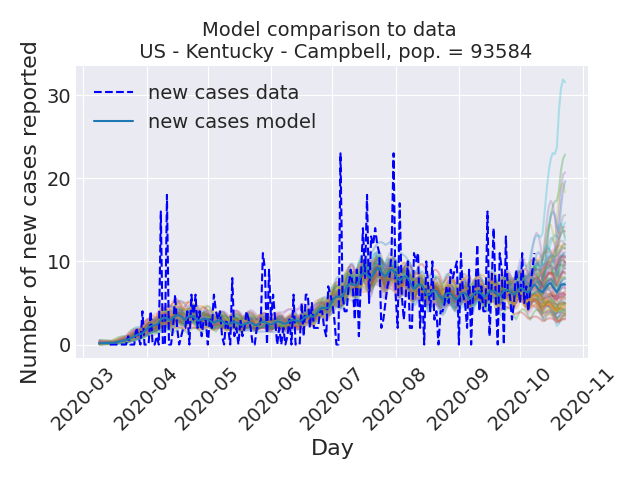 Model comparison to data
US - Kentucky - Campbell, pop. = 93584
Number of new cases reported
30
20
10
0
new cases data
new cases model
2020-03
2020-04
2020-05
2020-06
2020-07
2020-08
2020-09
2020-10
2020-11
Day